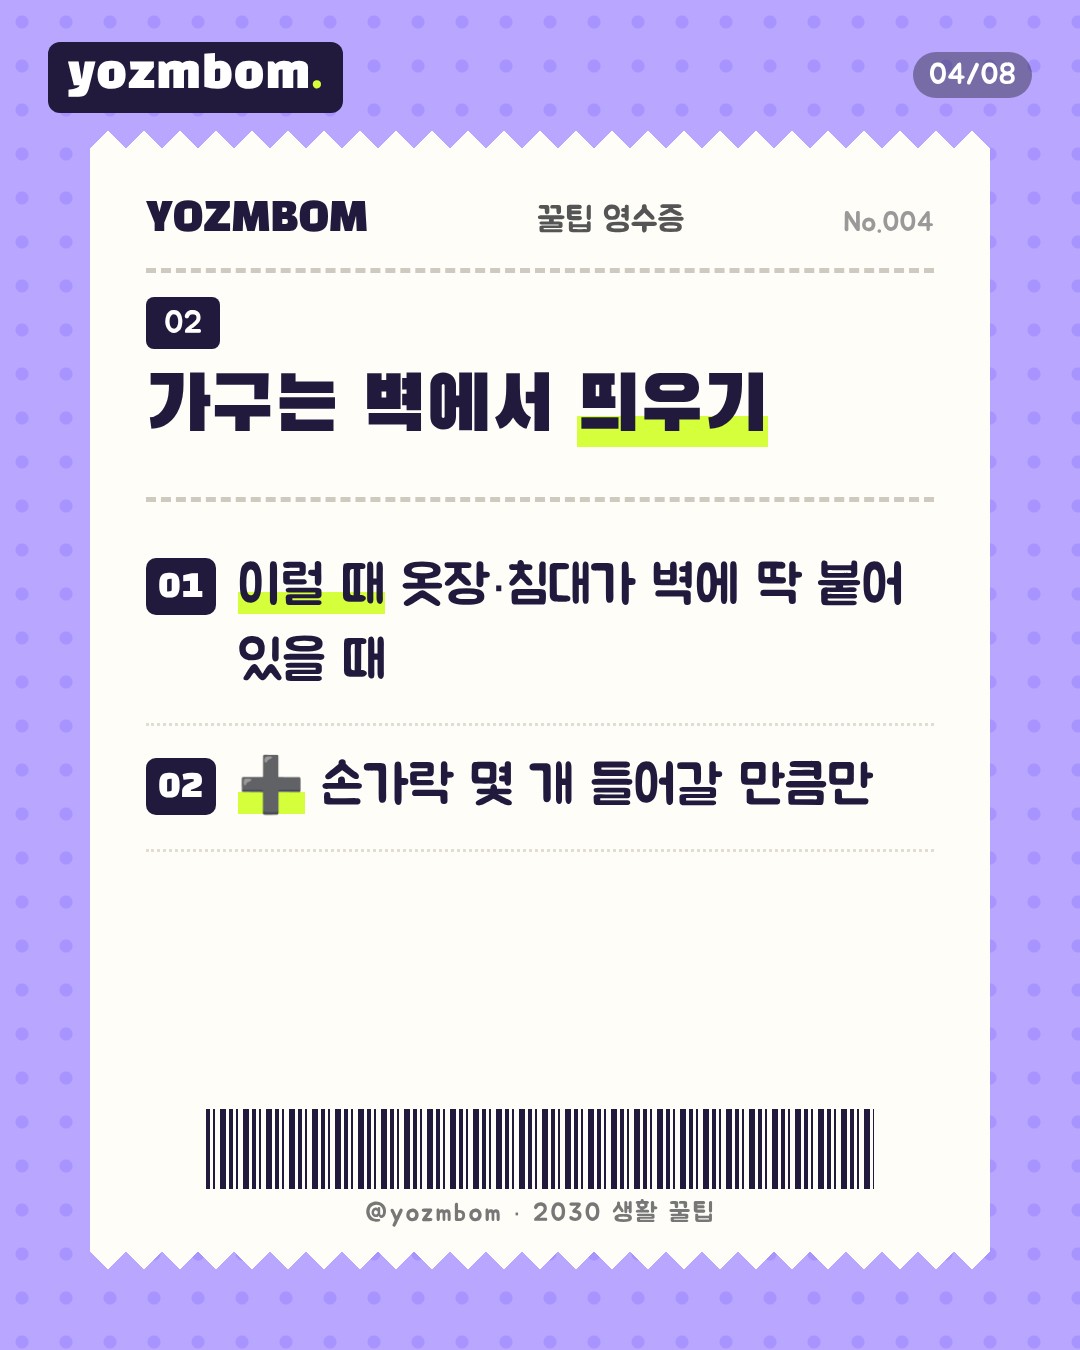 yozmbom.
04/08
YOZMBOM 꿀팁 영수증 No.004
02
가구는 벽에서 띄우기
01 이럴 때 옷장·침대가 벽에 딱 붙어
있을 때
02 ➕ 손가락 몇 개 들어갈 만큼만
@yozmbom · 2030 생활 꿀팁